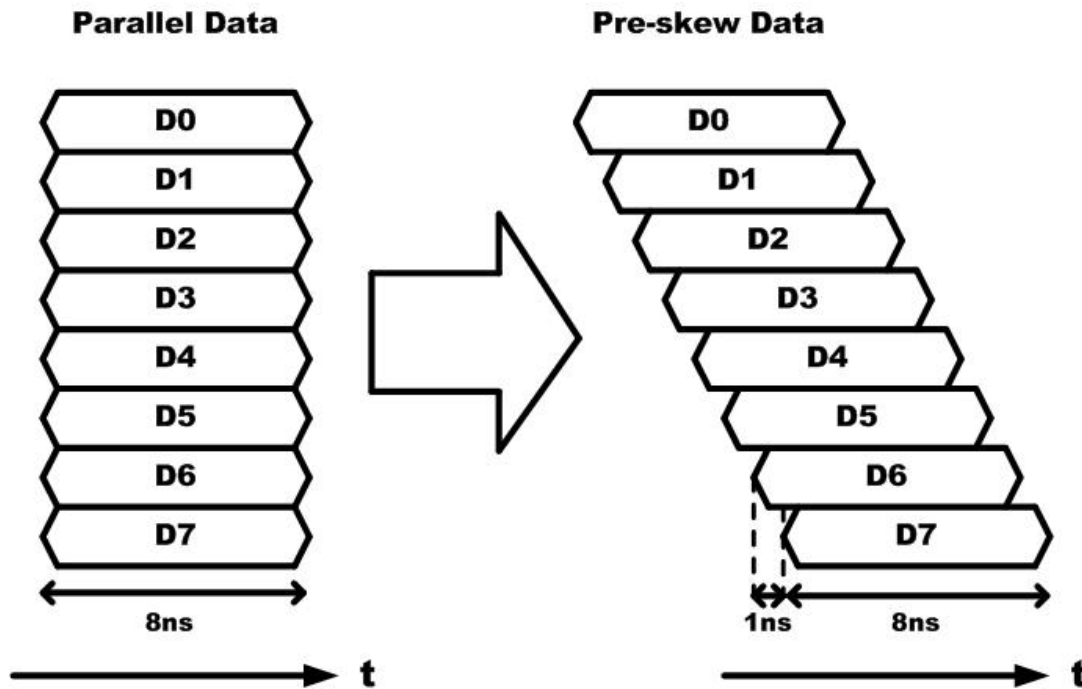 Parallel Data
Pre-skew Data
D0
D1
D2
D3
D4
D5
D6
D7
8ns
t
D0
D1
D2
D3
D4
D5
D6
D7
1ns
8ns
t